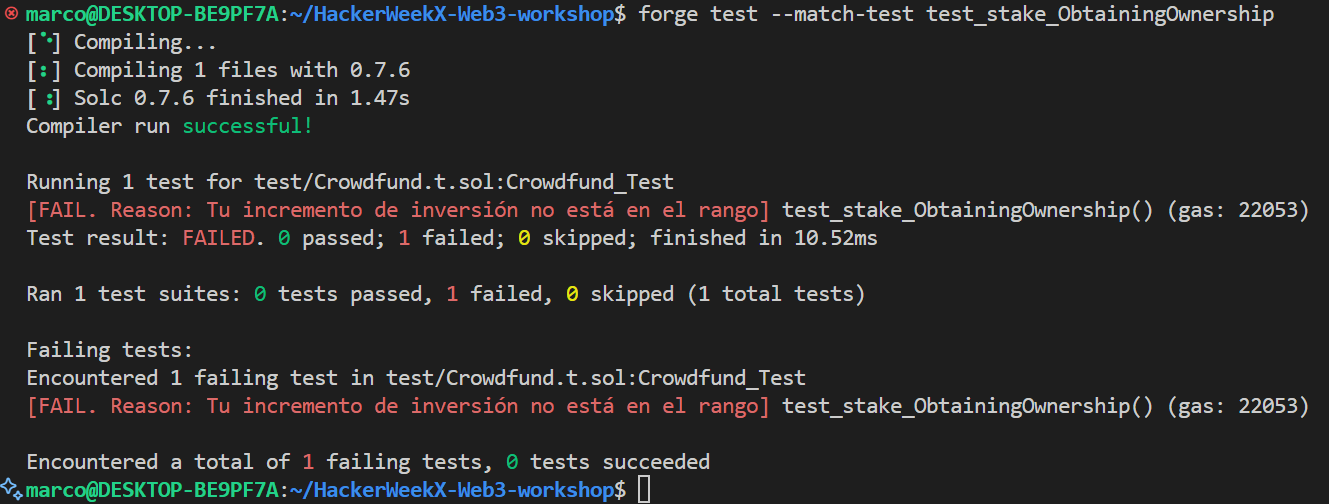 marco@DESKTOP-BE9PF7A:~/HackerWeekX-Web3-workshop$ forge test --match-test test_stake_ObtainingOwnership
[⠊] Compiling...
[⠃] Compiling 1 files with 0.7.6
[⠘] Solc 0.7.6 finished in 1.47s
Compiler run successful!
Running 1 test for test/Crowdfund.t.sol:Crowdfund_Test
[FAIL. Reason: Tu incremento de inversión no está en el rango] test_stake_ObtainingOwnership() (gas: 22053)
Test result: FAILED. 0 passed; 1 failed; 0 skipped; finished in 10.52ms
Ran 1 test suites: 0 tests passed, 1 failed, 0 skipped (1 total tests)
Failing tests:
Encountered 1 failing test in test/Crowdfund.t.sol:Crowdfund_Test
[FAIL. Reason: Tu incremento de inversión no está en el rango] test_stake_ObtainingOwnership() (gas: 22053)
Encountered a total of 1 failing tests, 0 tests succeeded
marco@DESKTOP-BE9PF7A:~/HackerWeekX-Web3-workshop$